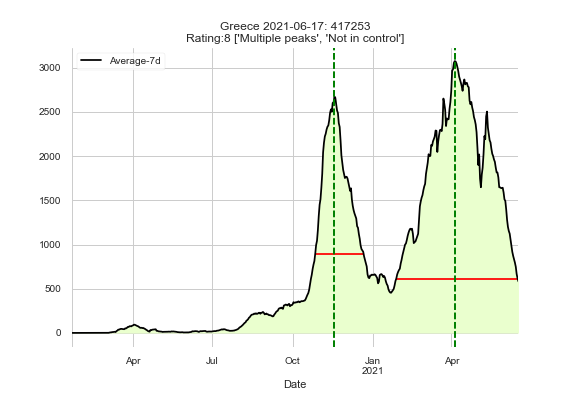 Greece 2021-06-17: 417253
Rating:8 ['Multiple peaks', 'Not in control']
Average-7d
3000
2500
2000
1500
1000
500
0
Apr
Jul
Oct
Jan
2021
Apr
Date